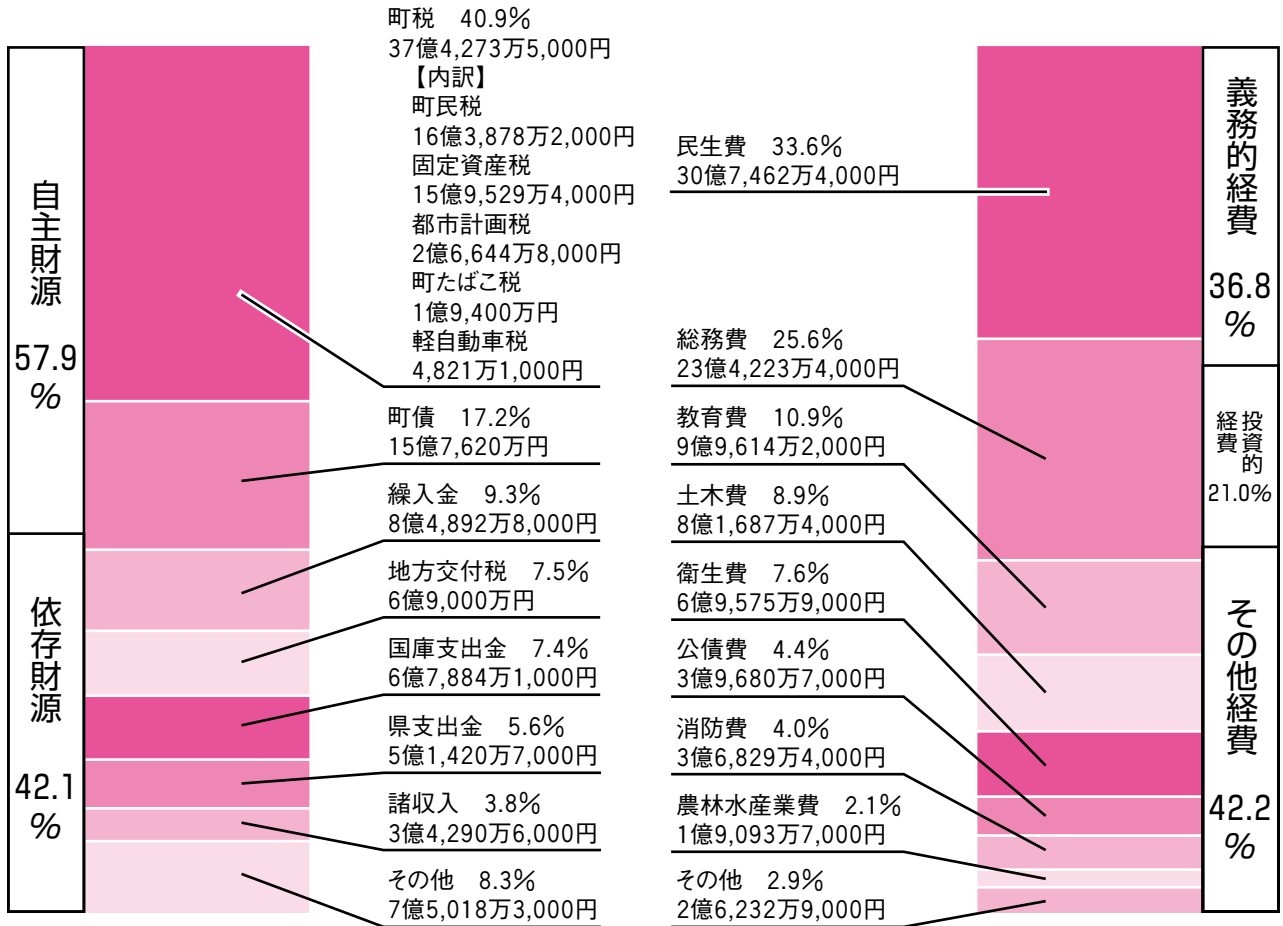 自主財源
57.9
%
依存財源
42.1
%
町税 40.9%
37億4,273万5,000円
【内訳】
町民税
16億3,878万2,000円
固定資産税
15億9,529万4,000円
都市計画税
2億6,644万8,000円
町たばこ税
1億9,400万円
軽自動車税
4,821万1,000円
町債 17.2%
15億7,620万円
繰入金 9.3%
8億4,892万8,000円
地方交付税 7.5%
6億9,000万円
国庫支出金 7.4%
6億7,884万1,000円
県支出金 5.6%
5億1,420万7,000円
諸収入 3.8%
3億4,290万6,000円
その他 8.3%
7億5,018万3,000円
民生費 33.6%
30億7,462万4,000円
総務費 25.6%
23億4,223万4,000円
教育費 10.9%
9億9,614万2,000円
土木費 8.9%
8億1,687万4,000円
衛生費 7.6%
6億9,575万9,000円
公債費 4.4%
3億9,680万7,000円
消防費 4.0%
3億6,829万4,000円
農林水産業費 2.1%
1億9,093万7,000円
その他 2.9%
2億6,232万9,000円
義務的経費
36.8
%
投資的
経費
21.0%
その他経費
42.2
%